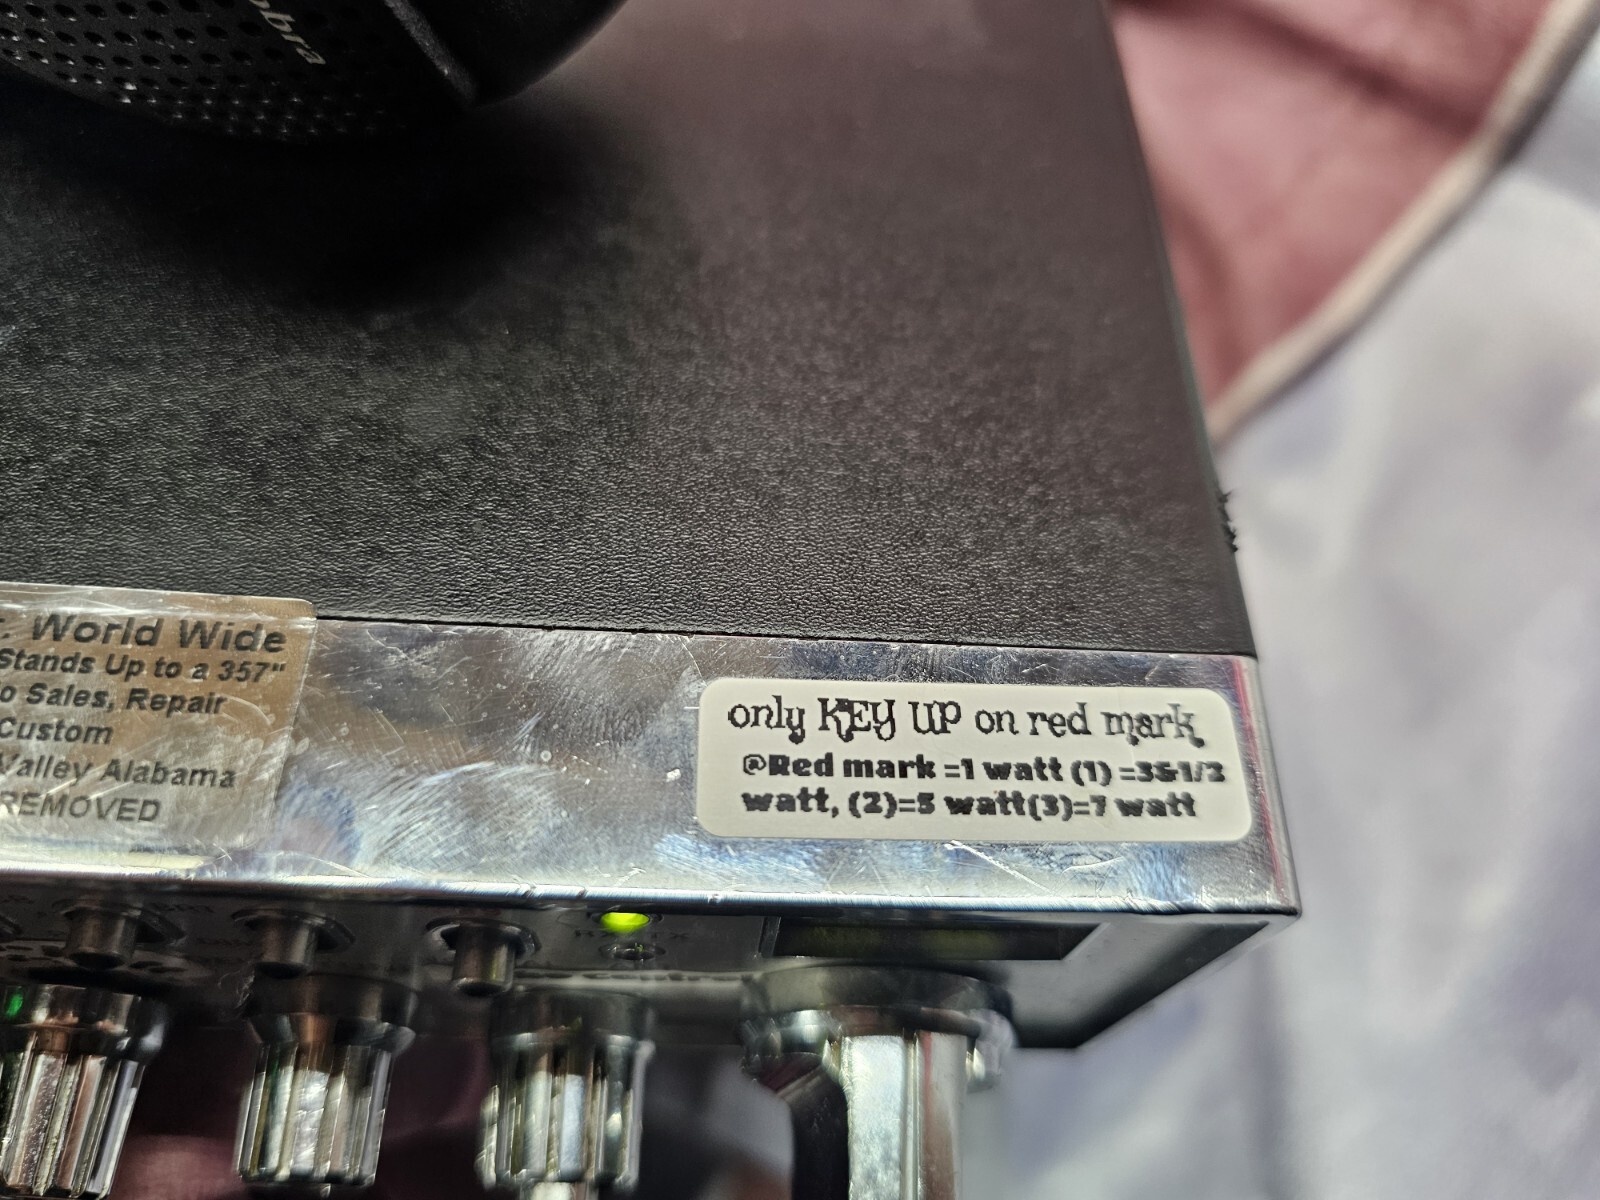 World Wide
Stands Up to a 357"
Sales, Repair
Custom
Valley Alabama
REMOVED
only KEY UP on red mark
@Red mark =1 watt (1) =3&1/2
watt, (2)=5 watt(3)=7 watt